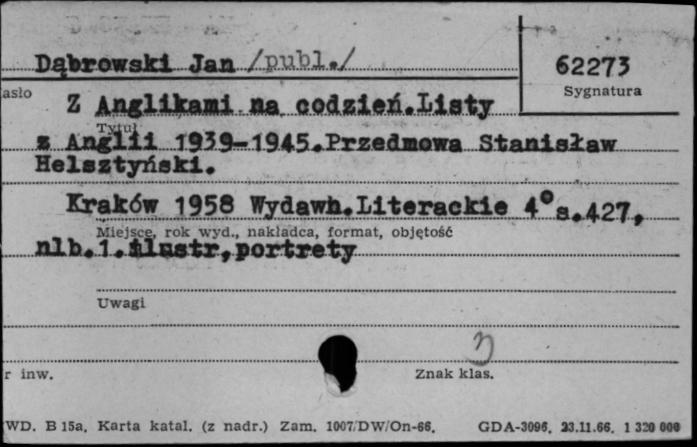 Dąbrowski Jan /publ./
62273
Sygnatura
asło
Z Anglikami na codzień.Listy
Tytuł
z Anglii 1939-1945.Przedmowa Stanisław
Helsztyński.
Kraków 1958 Wydawn.Literackie 4° s.427,
Miejsce, rok wyd., nakładca, format, objętość
nlb.1.ilustr,portrety
Uwagi
r inw.
Znak klas.
WD. B 15a. Karta katal. (z nadr.) Zam. 1007/DW/On-66. GDA-3096. 23.11.66. 1 320 000